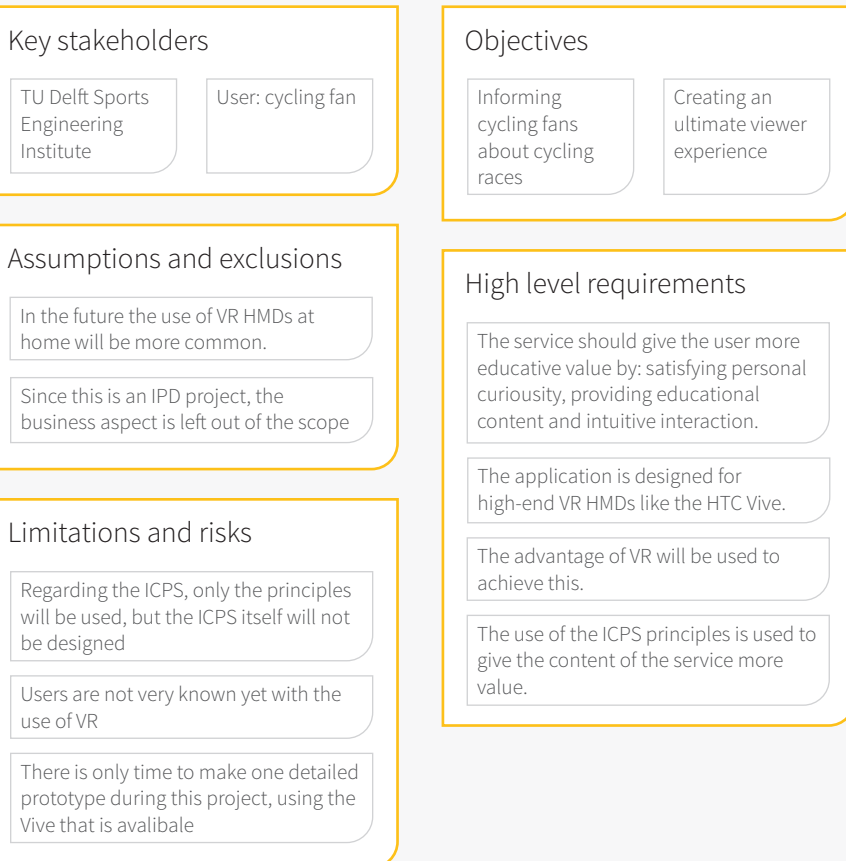 Key stakeholders
TU Delft Sports
Engineering
Institute
User: cycling fan
Assumptions and exclusions
In the future the use of VR HMDs at
home will be more common.
Since this is an IPD project, the
business aspect is left out of the scope
Limitations and risks
Regarding the ICPS, only the principles
will be used, but the ICPS itself will not
be designed
Users are not very known yet with the
use of VR
There is only time to make one detailed
prototype during this project, using the
Vive that is avalibale
Objectives
Informing
cycling fans
about cycling
races
Creating an
ultimate viewer
experience
High level requirements
The service should give the user more
educative value by: satisfying personal
curiousity, providing educational
content and intuitive interaction.
The application is designed for
high-end VR HMDs like the HTC Vive.
The advantage of VR will be used to
achieve this.
The use of the ICPS principles is used to
give the content of the service more
value.